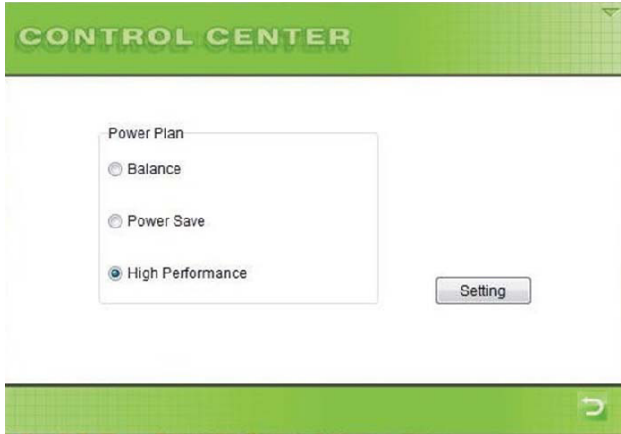 CONTROL CENTER
Power Plan
Balance
Power Save
High Performance
Setting